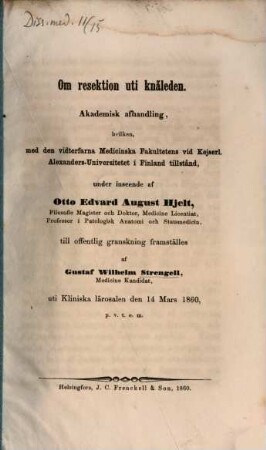 Diss. med. 11/15
Om resektion uti knäleden.
Akademisk afhandling,
hvilken,
med den vidterfarna Medicinska Fakultetens vid Kejserl.
Alexanders-Universitetet i Finland tillstånd,
under inseende af
Otto Edvard August Hjelt,
Filosofie Magister och Doktor, Medicine Licentiat,
Professor i Patologisk Anatomi och Statsmedicin,
till offentlig granskning framställes
af
Gustaf Wilhelm Strengell,
Medicine Kandidat,
uti Kliniska lärosalen den 14 Mars 1860,
p. v. t. e. m.
Helsingfors, J. C. Frenckell & Son, 1860.